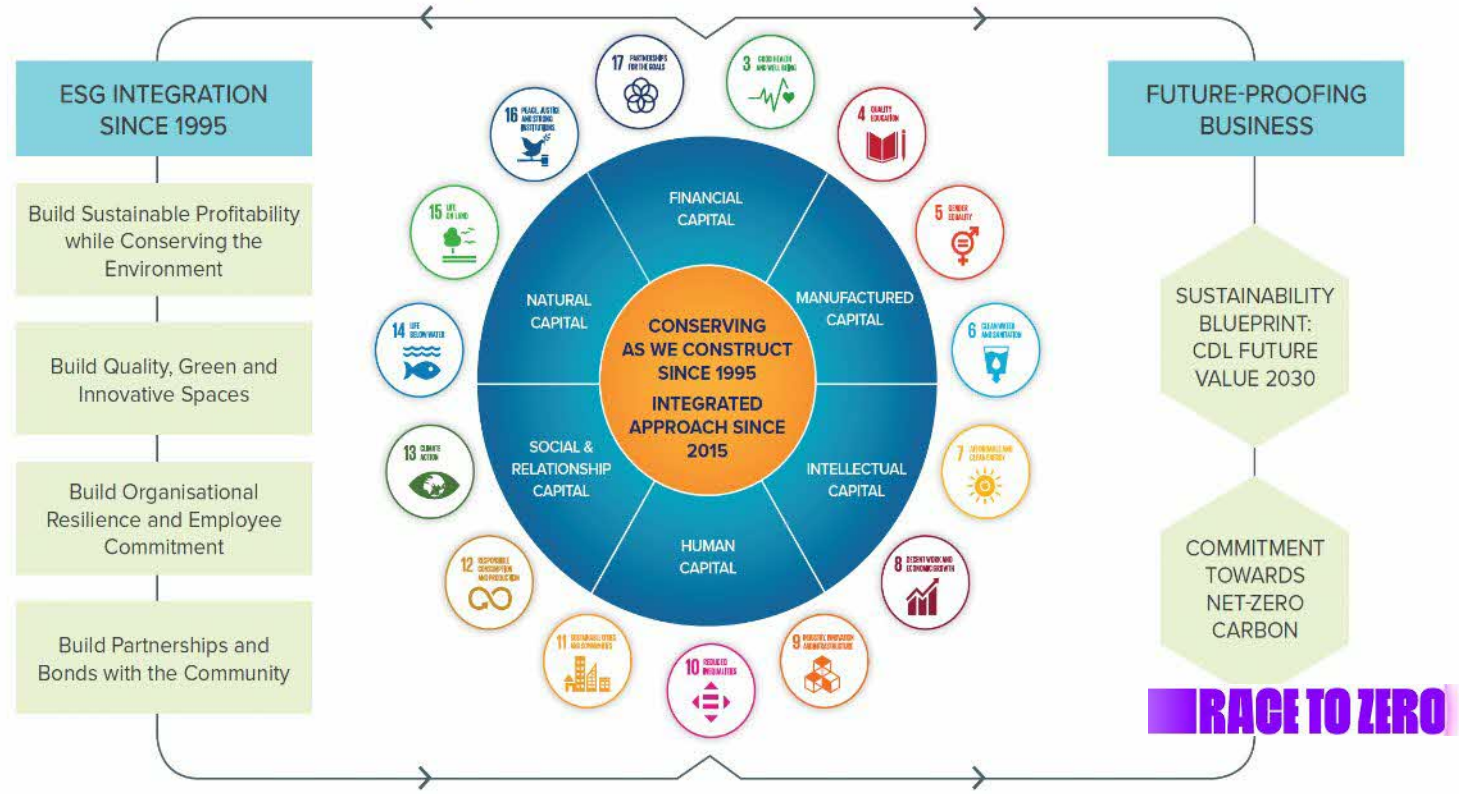 ESG INTEGRATION
SINCE 1995
Build Sustainable Profitability
while Conserving the
Environment
Build Quality, Green and
Innovative Spaces
Build Organisational
Resilience and Employee
Commitment
Build Partnerships and
Bonds with the Community
17 PARTNERSHIPS
FOR THE GOALS
3 GOOD HEALTH
AND WELL-BEING
4 QUALITY
EDUCATION
5 GENDER
EQUALITY
6 CLEAN WATER
AND SANITATION
7 AFFORDABLE AND
CLEAN ENERGY
8 DECENT WORK AND
ECONOMIC GROWTH
9 INDUSTRY, INNOVATION
AND INFRASTRUCTURE
10 REDUCED
INEQUALITIES
11 SUSTAINABLE CITIES
AND COMMUNITIES
12 RESPONSIBLE
CONSUMPTION
AND PRODUCTION
13 CLIMATE
ACTION
14 LIFE
BELOW WATER
15 LIFE
ON LAND
16 PEACE, JUSTICE
AND STRONG
INSTITUTIONS
FINANCIAL
CAPITAL
MANUFACTURED
CAPITAL
INTELLECTUAL
CAPITAL
HUMAN
CAPITAL
SOCIAL &
RELATIONSHIP
CAPITAL
NATURAL
CAPITAL
CONSERVING
AS WE CONSTRUCT
SINCE 1995
INTEGRATED
APPROACH SINCE
2015
FUTURE-PROOFING
BUSINESS
SUSTAINABILITY
BLUEPRINT:
CDL FUTURE
VALUE 2030
COMMITMENT
TOWARDS
NET-ZERO
CARBON
RACE TO ZERO